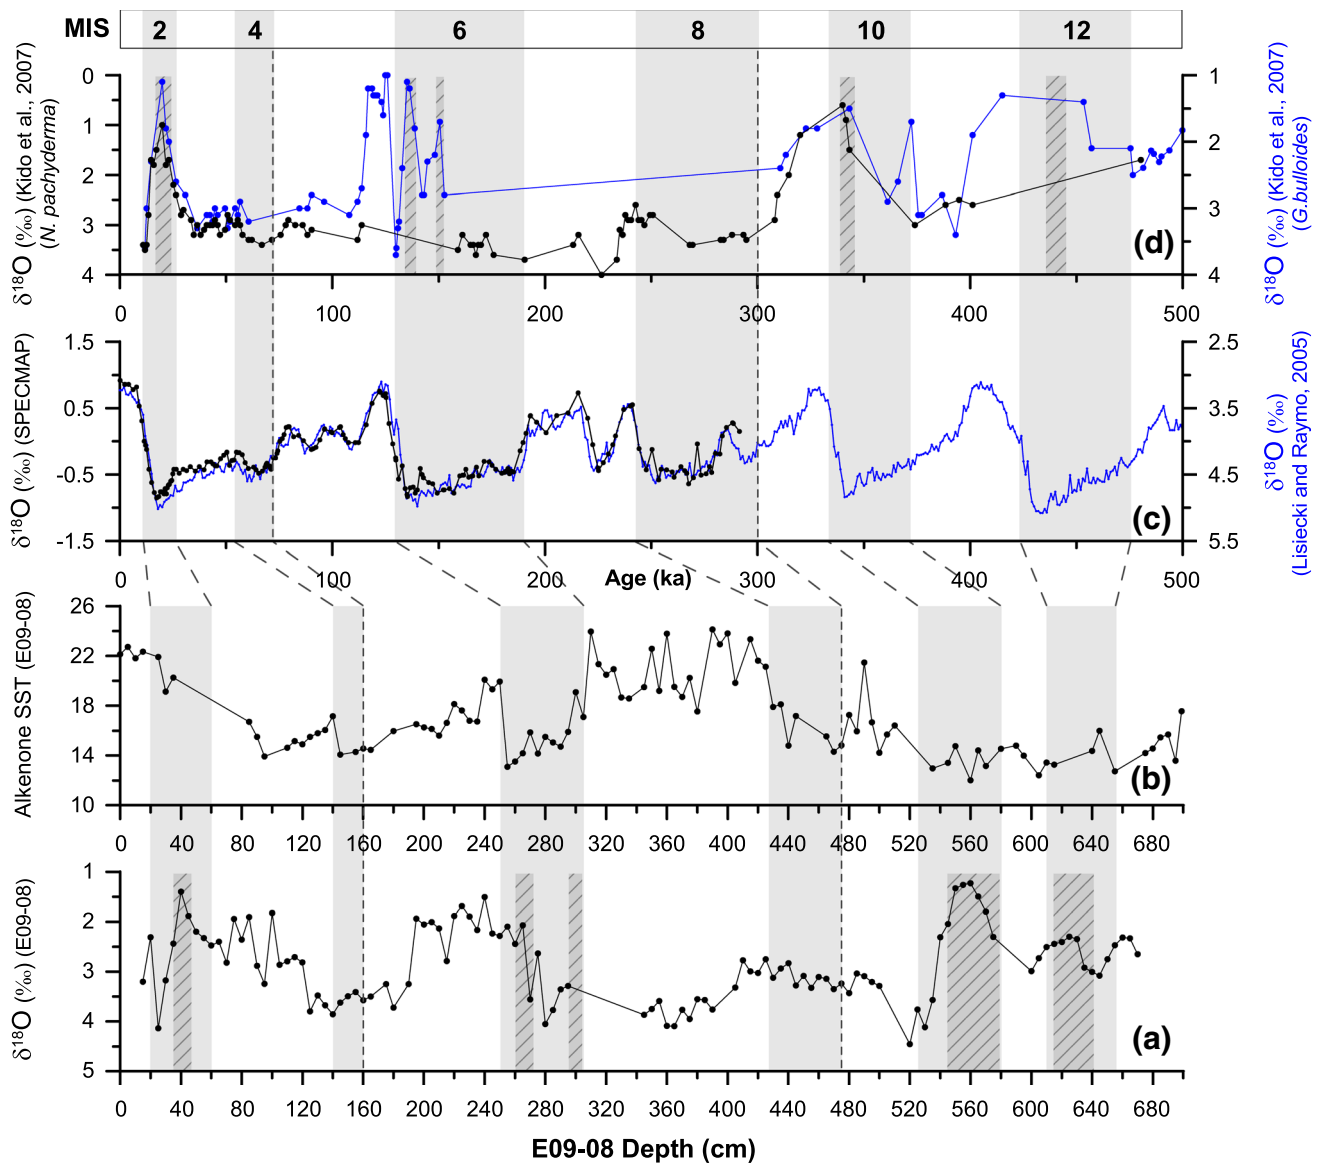 MIS 2 4 6 8 10 12
δ18O (‰) (Kido et al., 2007)
(N. pachyderma)
0
1
2
3
4
1
2
3
4
δ18O (‰) (Kido et al., 2007)
(G.bulloides)
(d)
0 100 200 300 400 500
δ18O (‰) (SPECMAP)
1.5
0.5
-0.5
-1.5
2.5
3.5
4.5
5.5
δ18O (‰)
(Lisiecki and Raymo, 2005)
(c)
0 100 200 300 400 500
Age (ka)
Alkenone SST (E09-08)
26
22
18
14
10
(b)
0 40 80 120 160 200 240 280 320 360 400 440 480 520 560 600 640 680
δ18O (‰) (E09-08)
1
2
3
4
5
(a)
0 40 80 120 160 200 240 280 320 360 400 440 480 520 560 600 640 680
E09-08 Depth (cm)